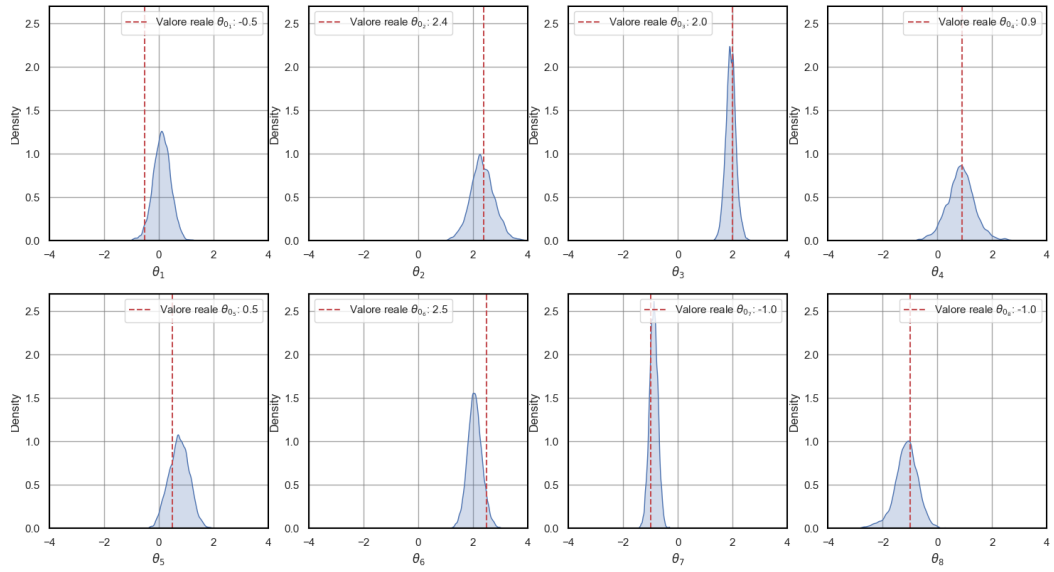 Valore reale θ₀₁: -0.5
Density
2.5
2.0
1.5
1.0
0.5
0.0
−4 −2 0 2 4
θ₁
Valore reale θ₀₂: 2.4
Density
2.5
2.0
1.5
1.0
0.5
0.0
−4 −2 0 2 4
θ₂
Valore reale θ₀₃: 2.0
Density
2.5
2.0
1.5
1.0
0.5
0.0
−4 −2 0 2 4
θ₃
Valore reale θ₀₄: 0.9
Density
2.5
2.0
1.5
1.0
0.5
0.0
−4 −2 0 2 4
θ₄
Valore reale θ₀₅: 0.5
Density
2.5
2.0
1.5
1.0
0.5
0.0
−4 −2 0 2 4
θ₅
Valore reale θ₀₆: 2.5
Density
2.5
2.0
1.5
1.0
0.5
0.0
−4 −2 0 2 4
θ₆
Valore reale θ₀₇: -1.0
Density
2.5
2.0
1.5
1.0
0.5
0.0
−4 −2 0 2 4
θ₇
Valore reale θ₀₈: -1.0
Density
2.5
2.0
1.5
1.0
0.5
0.0
−4 −2 0 2 4
θ₈